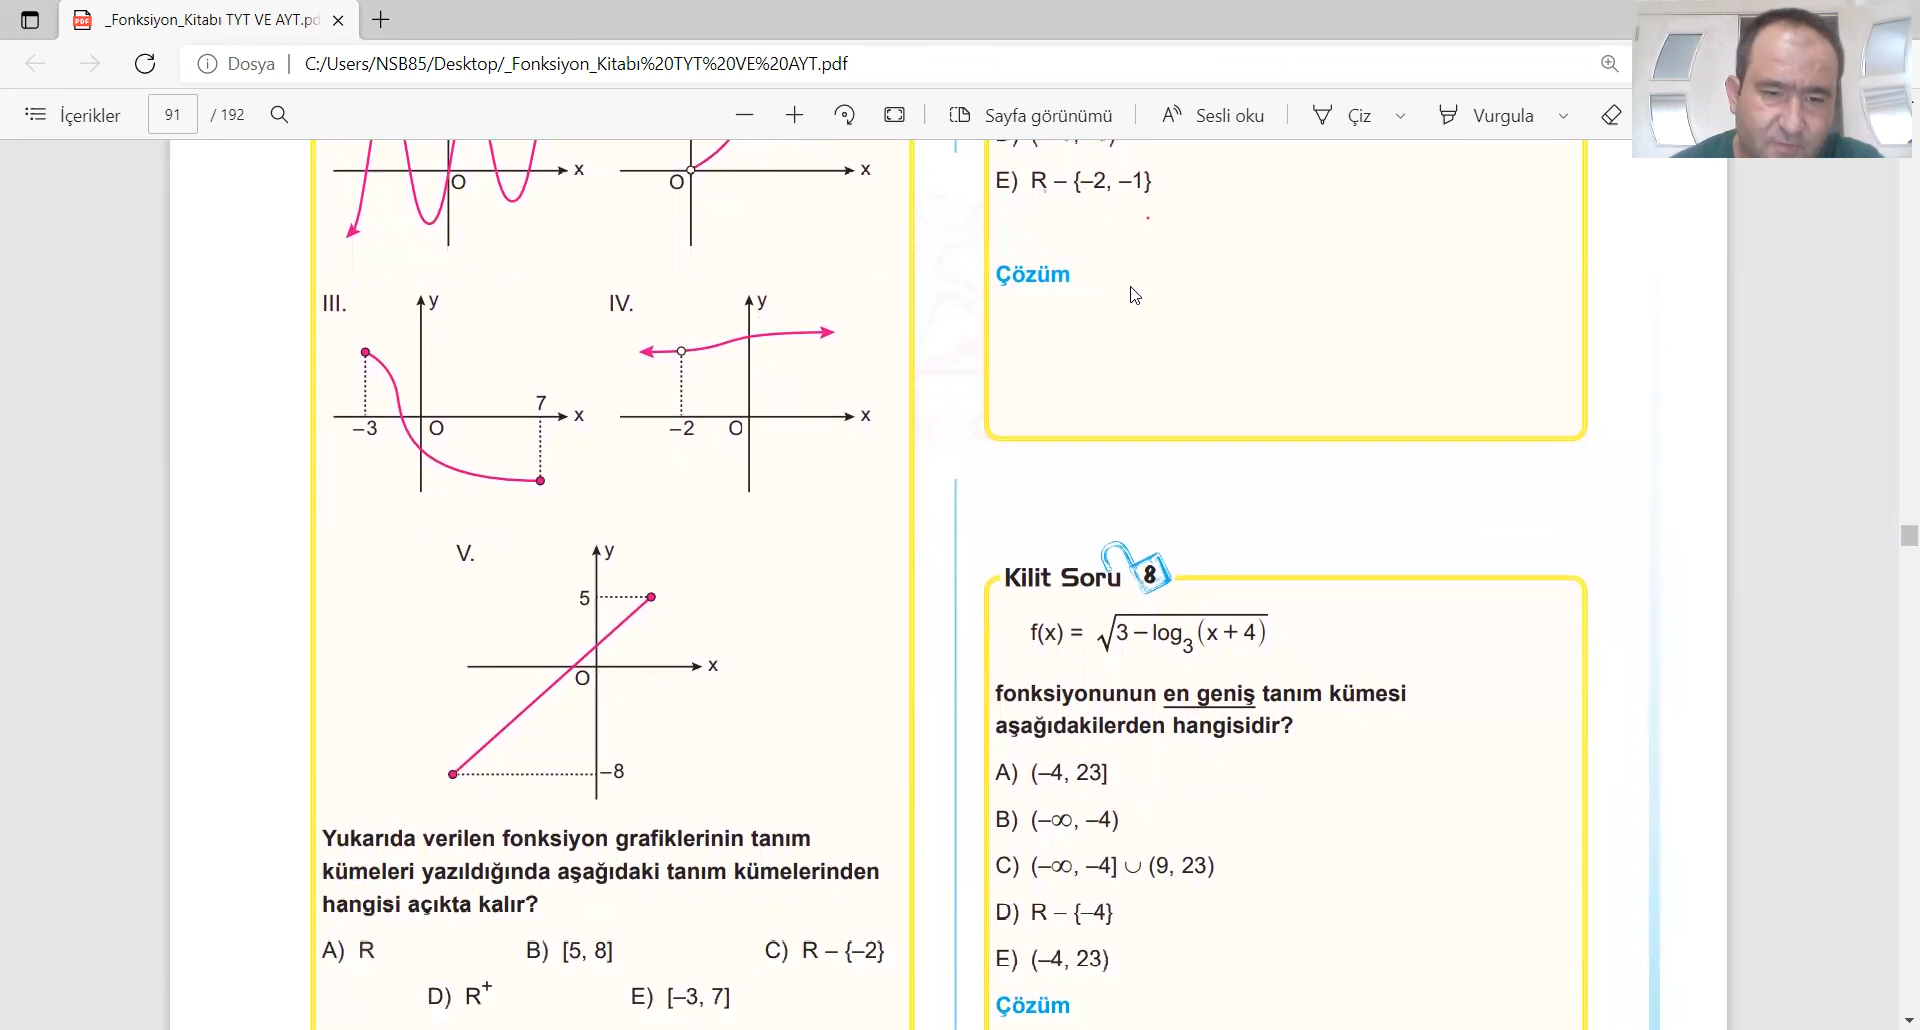 _Fonksiyon_Kitabı TYT VE AYT.pd
Dosya
C:/Users/NSB85/Desktop/_Fonksiyon_Kitabı%20TYT%20VE%20AYT.pdf
İçerikler
91
/ 192
Sayfa görünümü
Sesli oku
Çiz
Vurgula
O
x
O
x
III.
y
7
x
–3
O
IV.
y
x
–2
O
V.
y
5
x
O
–8
Yukarıda verilen fonksiyon grafiklerinin tanım
kümeleri yazıldığında aşağıdaki tanım kümelerinden
hangisi açıkta kalır?
A) R
B) [5, 8]
C) R – {–2}
D) R⁺
E) [–3, 7]
E) R – {–2, –1}
Çözüm
Kilit Soru 8
f(x) = √3 – log₃(x + 4)
fonksiyonunun en geniş tanım kümesi
aşağıdakilerden hangisidir?
A) (–4, 23]
B) (–∞, –4)
C) (–∞, –4] ∪ (9, 23)
D) R – {–4}
E) (–4, 23)
Çözüm